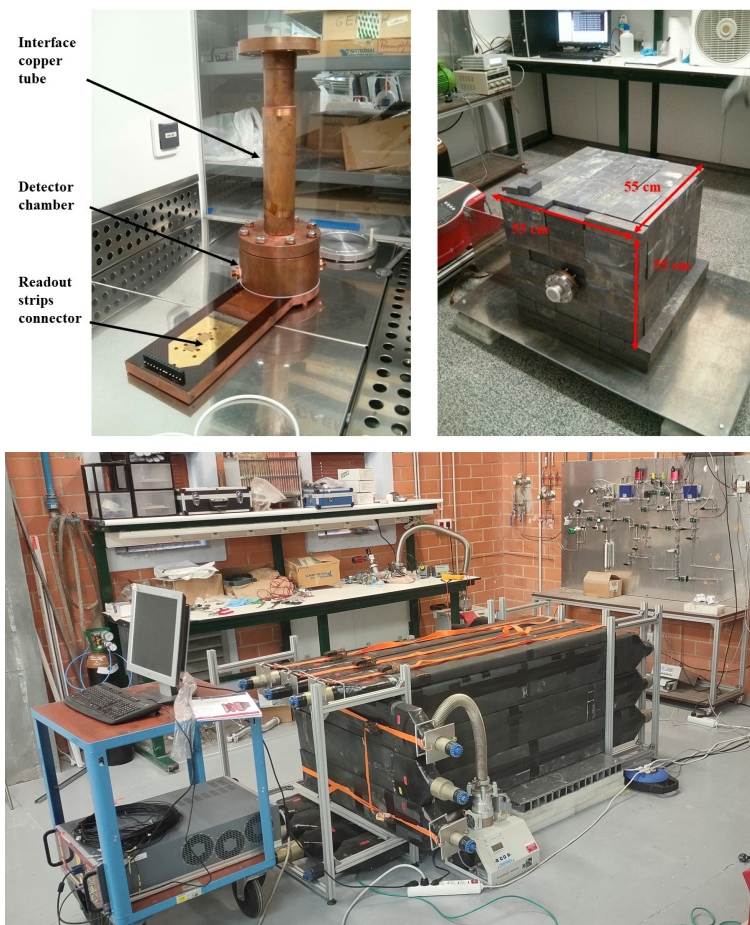 Interface
copper
tube
Detector
chamber
Readout
strips
connector
55 cm
55 cm
55 cm